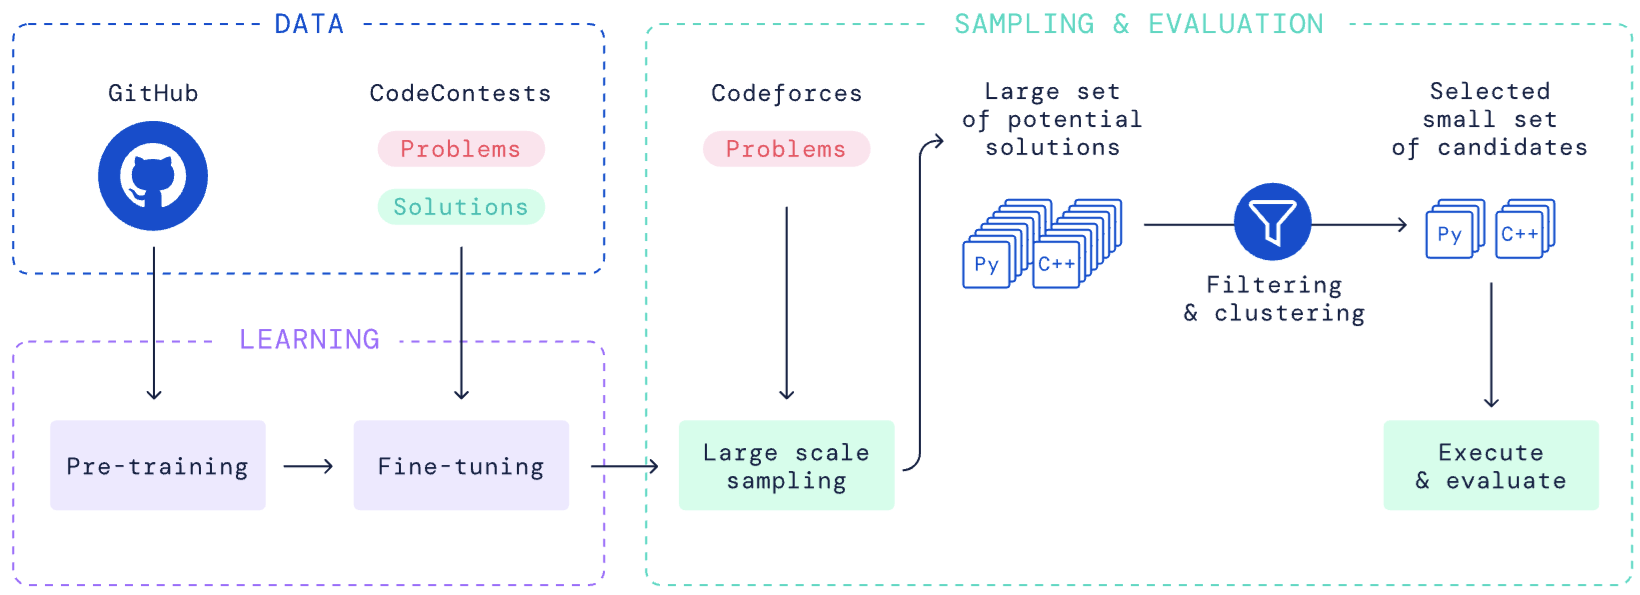 DATA
GitHub
CodeContests
Problems
Solutions
LEARNING
Pre-training
Fine-tuning
SAMPLING & EVALUATION
Codeforces
Problems
Large scale
sampling
Large set
of potential
solutions
Py
C++
Filtering
& clustering
Selected
small set
of candidates
Py
C++
Execute
& evaluate